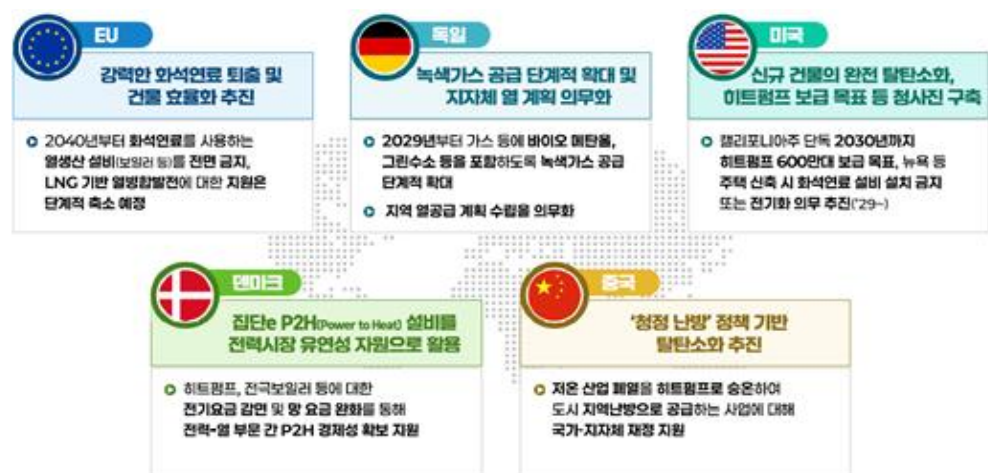 EU
강력한 화석연료 퇴출 및
건물 효율화 추진
2040년부터 화석연료를 사용하는
열생산 설비(보일러 등)를 전면 금지,
LNG 기반 열병합발전에 대한 지원은
단계적 축소 예정
독일
녹색가스 공급 단계적 확대 및
지자체 열 계획 의무화
2029년부터 가스 등에 바이오 메탄올,
그린수소 등을 포함하도록 녹색가스 공급
단계적 확대
지역 열공급 계획 수립을 의무화
미국
신규 건물의 완전 탈탄소화,
히트펌프 보급 목표 등 청사진 구축
캘리포니아주 단독 2030년까지
히트펌프 600만대 보급 목표, 뉴욕 등
주택 신축 시 화석연료 설비 설치 금지
또는 전기화 의무 추진('29~)
덴마크
집단e P2H(Power to Heat) 설비를
전력시장 유연성 자원으로 활용
히트펌프, 전극보일러 등에 대한
전기요금 감면 및 망 요금 완화를 통해
전력-열 부문 간 P2H 경제성 확보 지원
중국
'청정 난방' 정책 기반
탈탄소화 추진
저온 산업 폐열을 히트펌프로 승온하여
도시 지역난방으로 공급하는 사업에 대해
국가·지자체 재정 지원